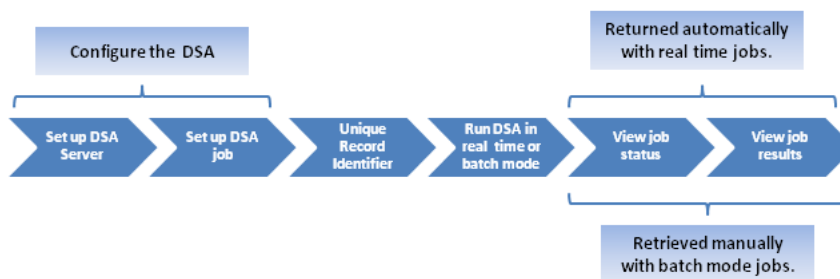 Configure the DSA
Returned automatically
with real time jobs.
Set up DSA
Server
Set up DSA
job
Unique
Record
Identifier
Run DSA in
real time or
batch mode
View job
status
View job
results
Retrieved manually
with batch mode jobs.